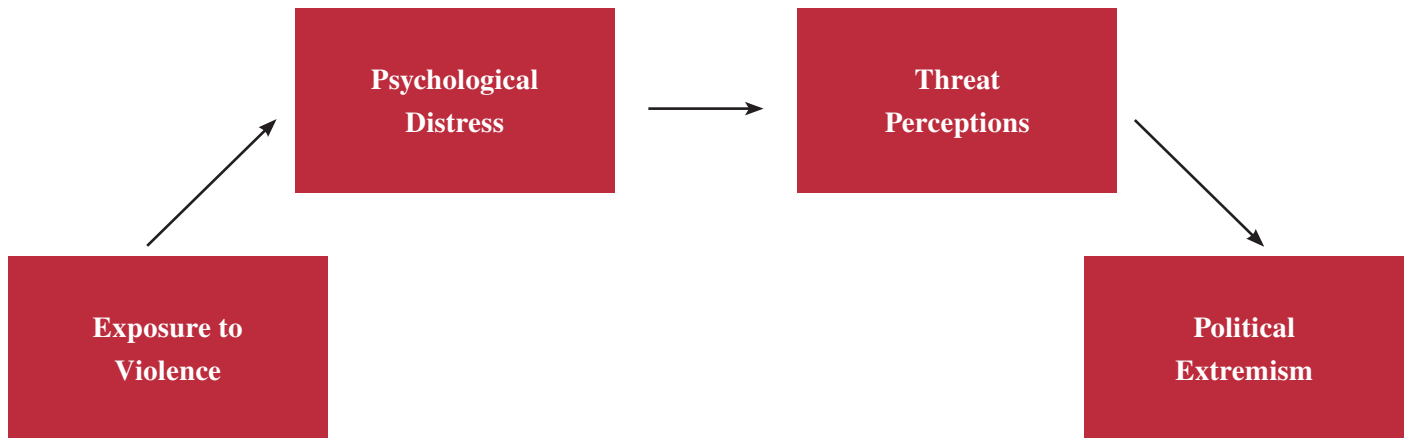 Psychological
Distress
Threat
Perceptions
Exposure to
Violence
Political
Extremism